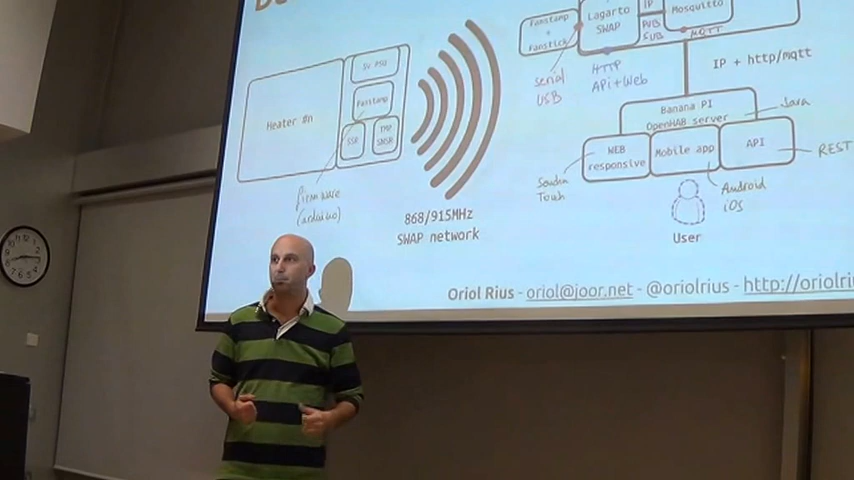 Heater #n
5V PSU
Panstamp
SSR
TMP
SNSR
firmware
(arduino)
868/915MHz
SWAP network
Panstamp
+
Panstick
Lagarto
SWAP
IP
PUB
SUB
Mosquitto
MQTT
serial
USB
HTTP
API+Web
IP + http/mqtt
Banana PI
OpenHAB server
Java
WEB
responsive
Mobile app
API
REST
Touch
Android
iOS
User
Oriol Rius - oriol@joor.net - @oriolrius - http://oriolri